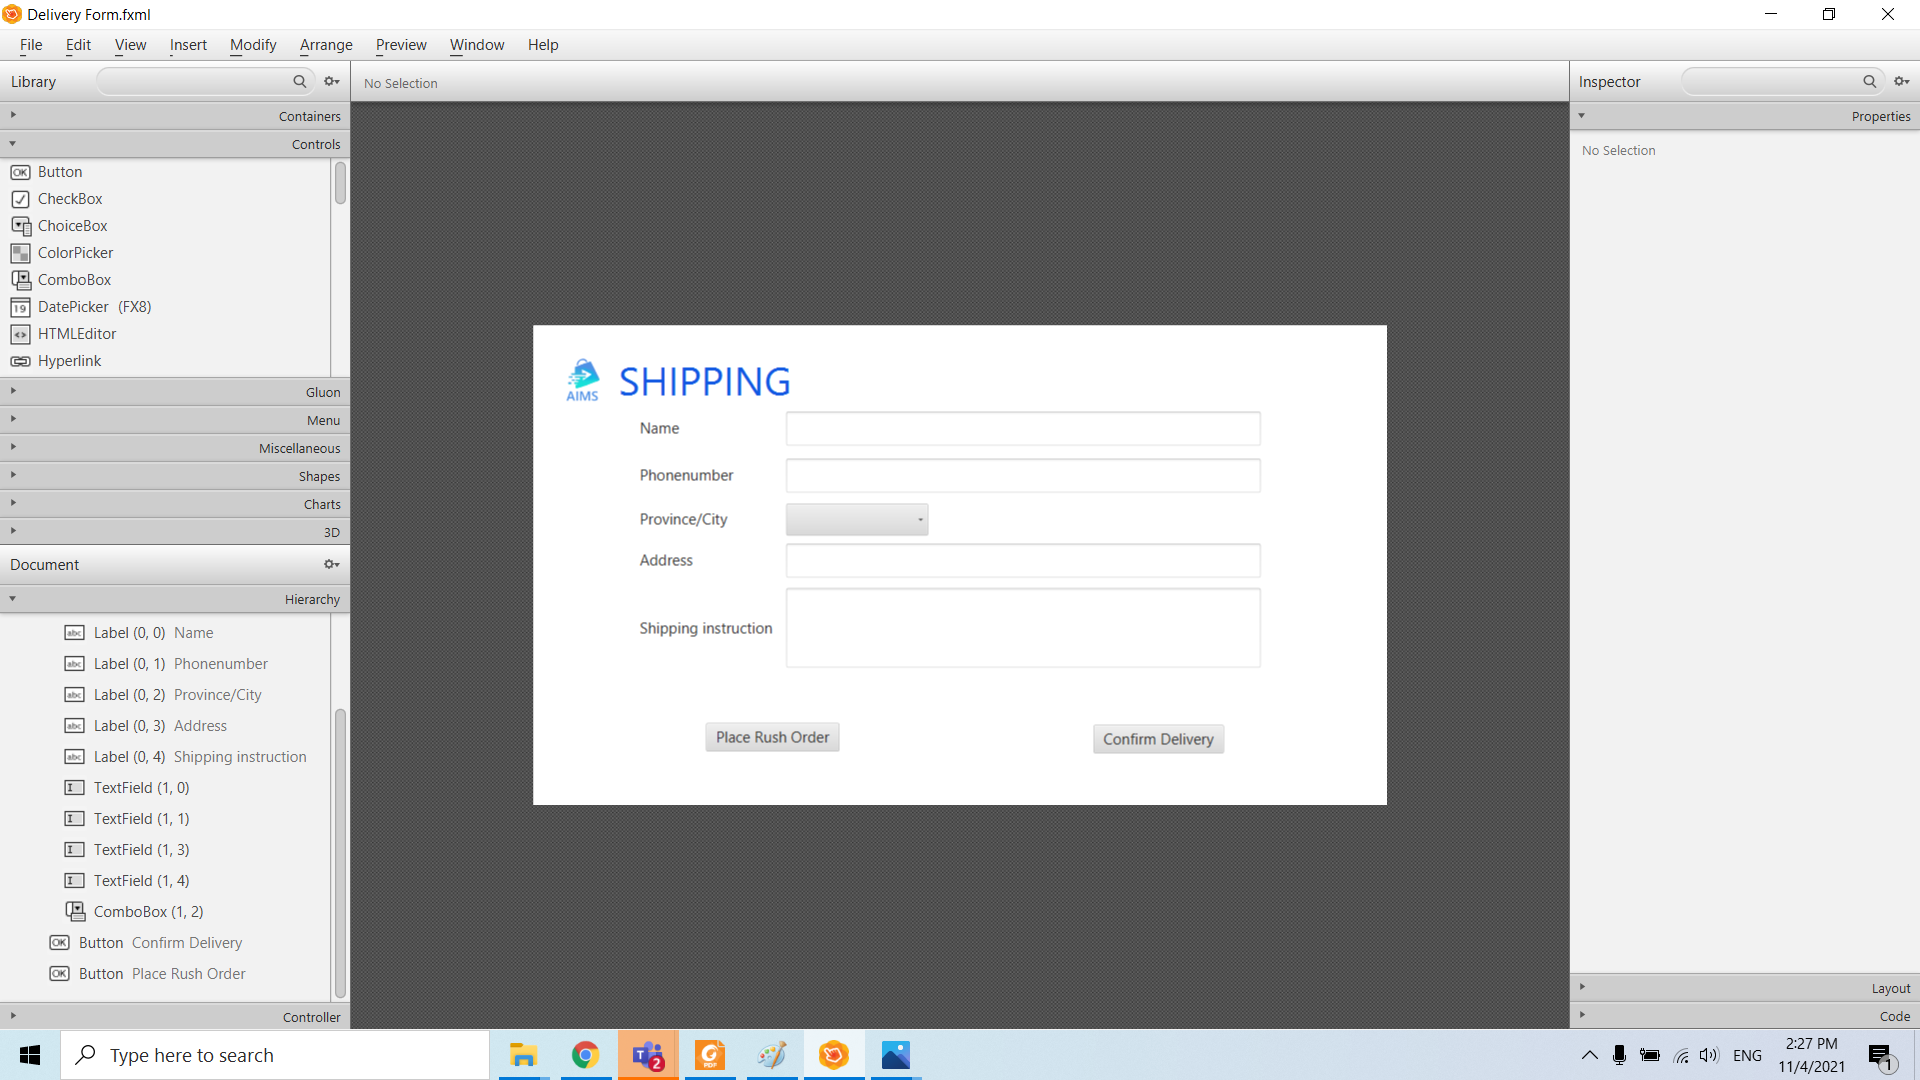 Delivery Form.fxml
File Edit View Insert Modify Arrange Preview Window Help
Library
No Selection
Inspector
Containers
Properties
Controls
No Selection
Button
CheckBox
ChoiceBox
ColorPicker
ComboBox
19 DatePicker (FX8)
HTMLEditor
Hyperlink
Gluon
Menu
Miscellaneous
Shapes
Charts
3D
Document
Hierarchy
abc Label (0, 0) Name
abc Label (0, 1) Phonenumber
abc Label (0, 2) Province/City
abc Label (0, 3) Address
abc Label (0, 4) Shipping instruction
TextField (1, 0)
TextField (1, 1)
TextField (1, 3)
TextField (1, 4)
ComboBox (1, 2)
OK Button Confirm Delivery
OK Button Place Rush Order
Controller
AIMS
SHIPPING
Name
Phonenumber
Province/City
Address
Shipping instruction
Place Rush Order
Confirm Delivery
Layout
Code
Type here to search
T 2
PDF
ENG
2:27 PM
11/4/2021
1